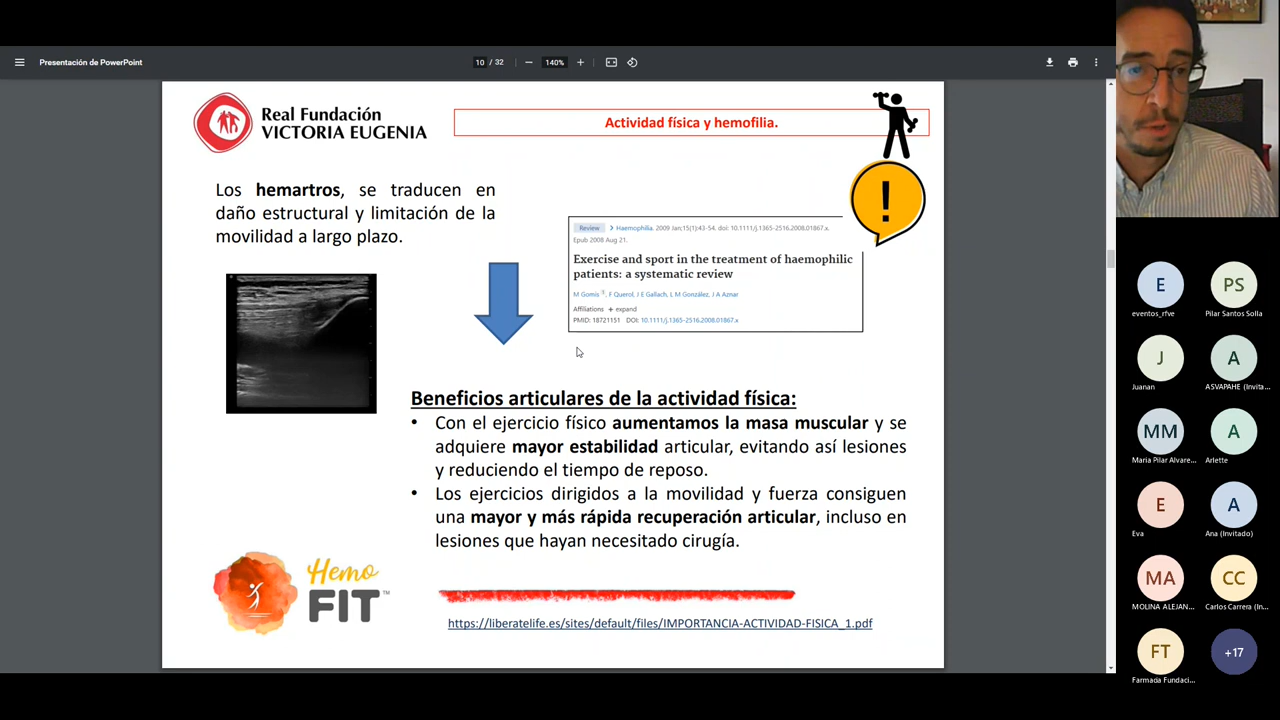 Presentación de PowerPoint
10 / 32
140%
Real Fundación
VICTORIA EUGENIA
Actividad física y hemofilia.
!
Los hemartros, se traducen en
daño estructural y limitación de la
movilidad a largo plazo.
Review > Haemophilia. 2009 Jan;15(1):43-54. doi: 10.1111/j.1365-2516.2008.01867.x.
Epub 2008 Aug 21.
Exercise and sport in the treatment of haemophilic
patients: a systematic review
M Gomis 1, F Querol, J E Gallach, L M González, J A Aznar
Affiliations + expand
PMID: 18721151 DOI: 10.1111/j.1365-2516.2008.01867.x
Beneficios articulares de la actividad física:
• Con el ejercicio físico aumentamos la masa muscular y se
adquiere mayor estabilidad articular, evitando así lesiones
y reduciendo el tiempo de reposo.
• Los ejercicios dirigidos a la movilidad y fuerza consiguen
una mayor y más rápida recuperación articular, incluso en
lesiones que hayan necesitado cirugía.
Hemo
FIT™
https://liberatelife.es/sites/default/files/IMPORTANCIA-ACTIVIDAD-FISICA_1.pdf
E PS
eventos_rfve Pilar Santos Solla
J A
Juanan ASVAPAHE (Invita...
MM A
Maria Pilar Alvare... Arlette
E A
Eva Ana (Invitado)
MA CC
MOLINA ALEJAN... Carlos Carrera (In...
FT +17
Farmada Fundaci...